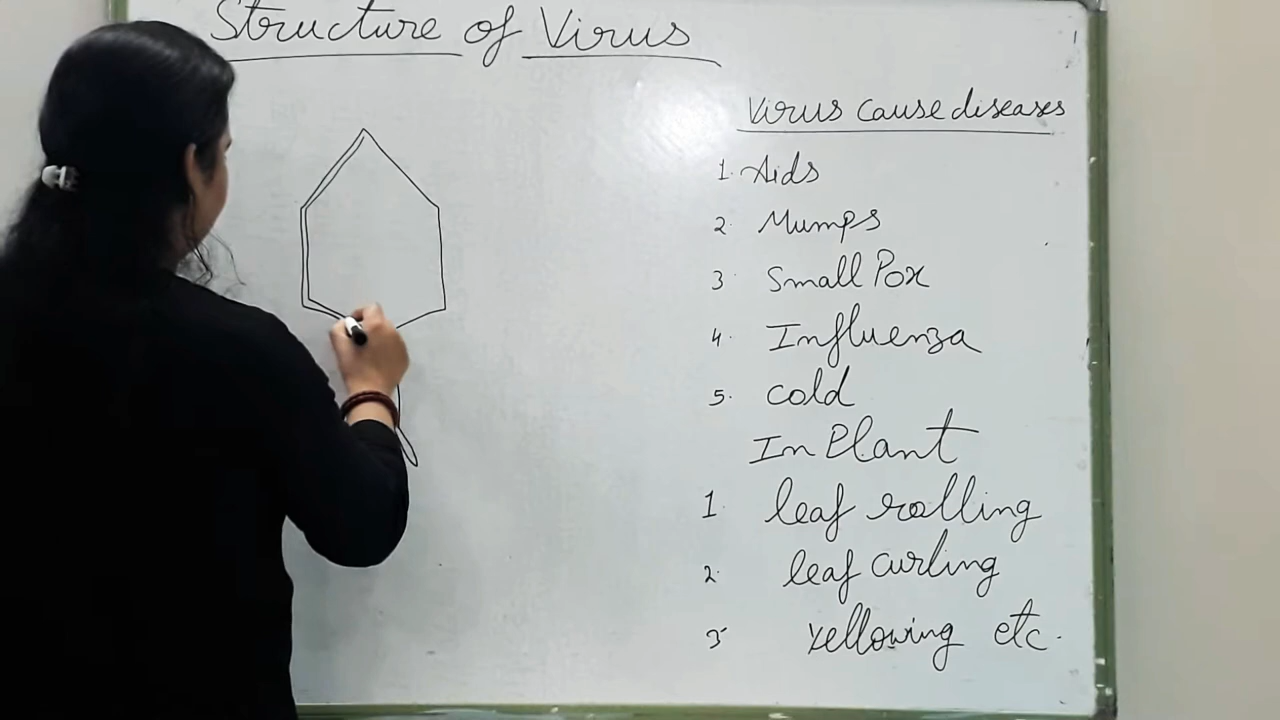 Structure of Virus
Virus cause diseases
1. Aids
2. Mumps
3. Small Pox
4. Influenza
5. cold
In Plant
1. leaf rolling
2. leaf curling
3. Yellowing etc.